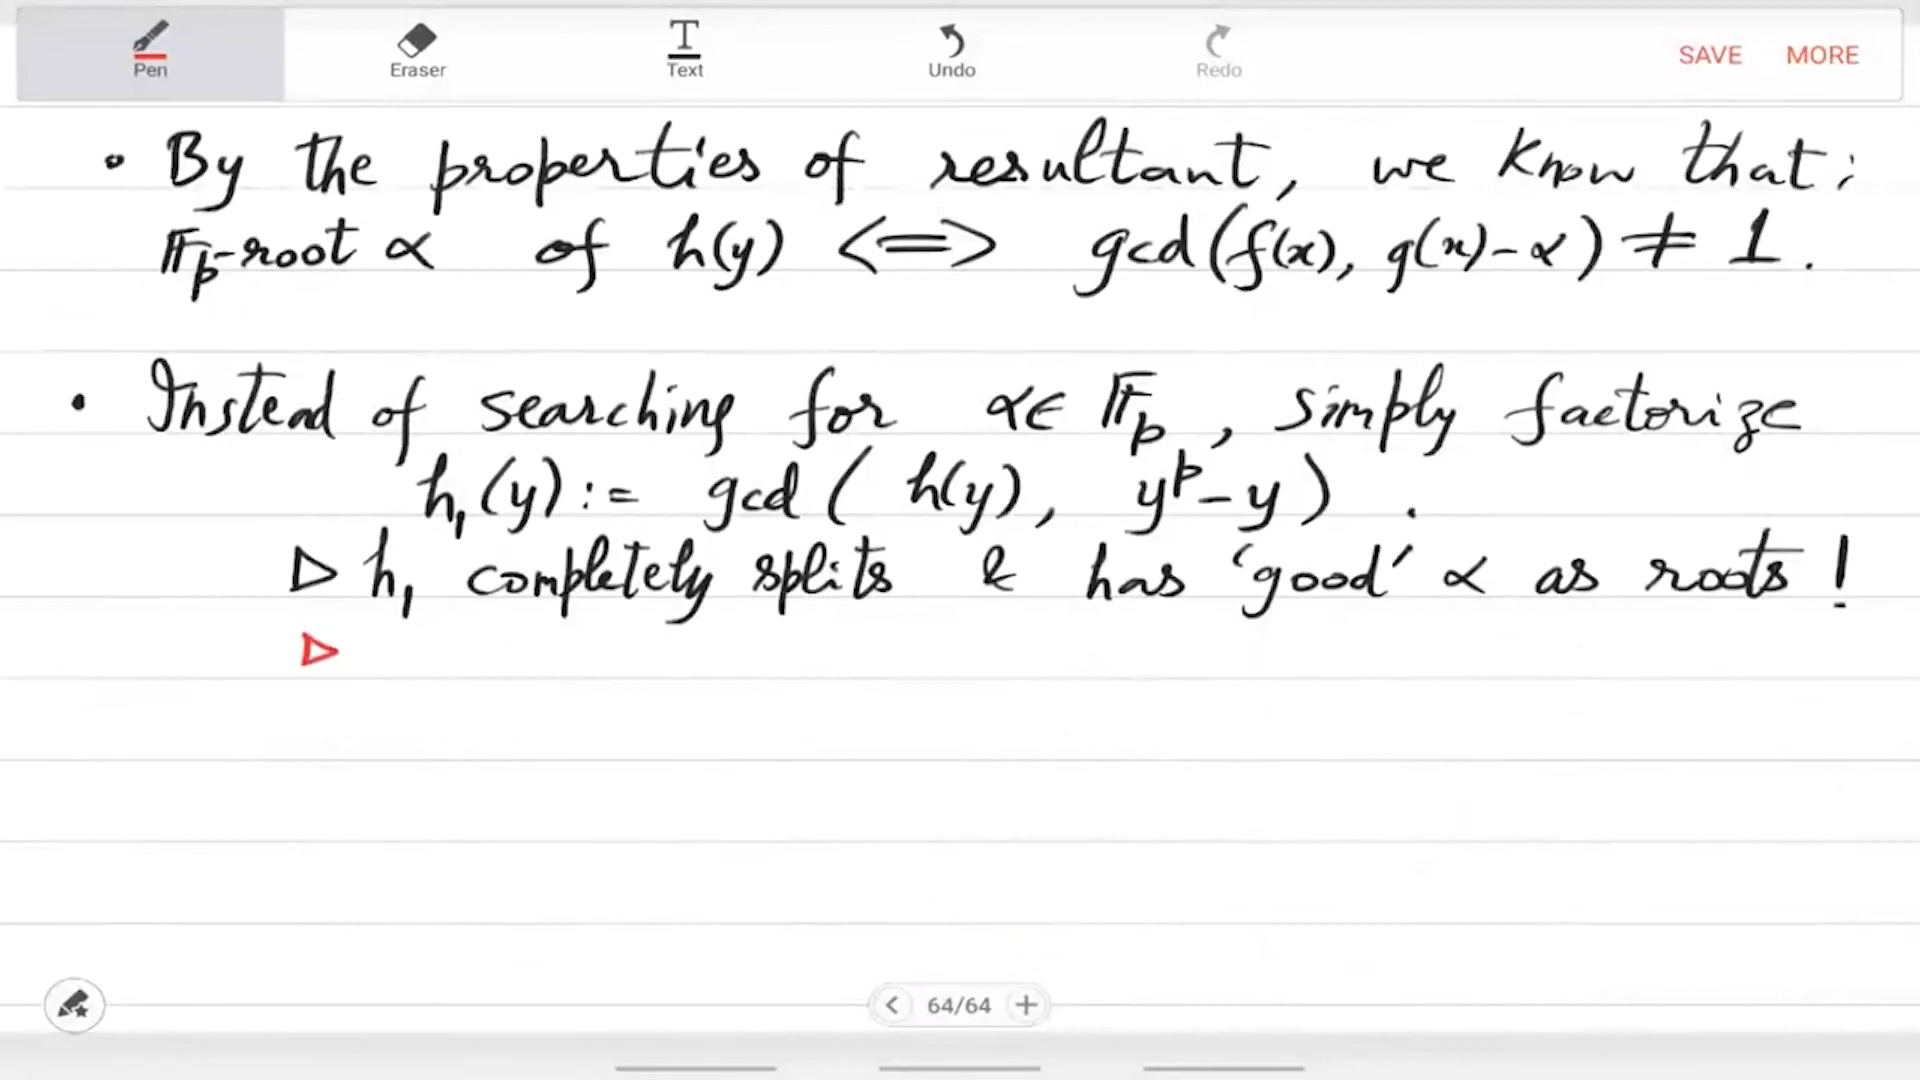 Pen Eraser Text Undo Redo SAVE MORE
• By the properties of resultant, we know that:
𝔽p-root α of h(y) <=> gcd(f(x), g(x)-α) ≠ 1.
• Instead of searching for α∈ 𝔽p, simply factorize
h₁(y) := gcd( h(y), y^p-y ).
▷ h₁ completely splits & has 'good' α as roots!
▷
< 64/64 +